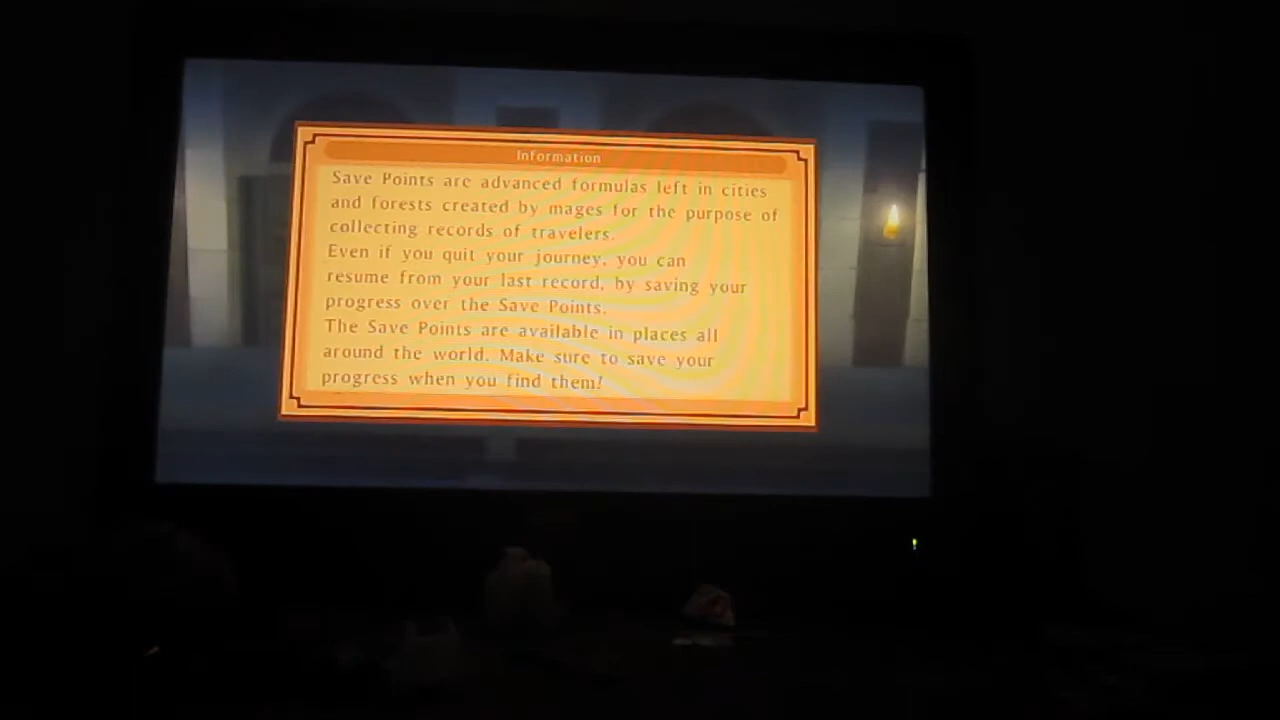 Information
Save Points are advanced formulas left in cities
and forests created by mages for the purpose of
collecting records of travelers.
Even if you quit your journey, you can
resume from your last record, by saving your
progress over the Save Points.
The Save Points are available in places all
around the world. Make sure to save your
progress when you find them!